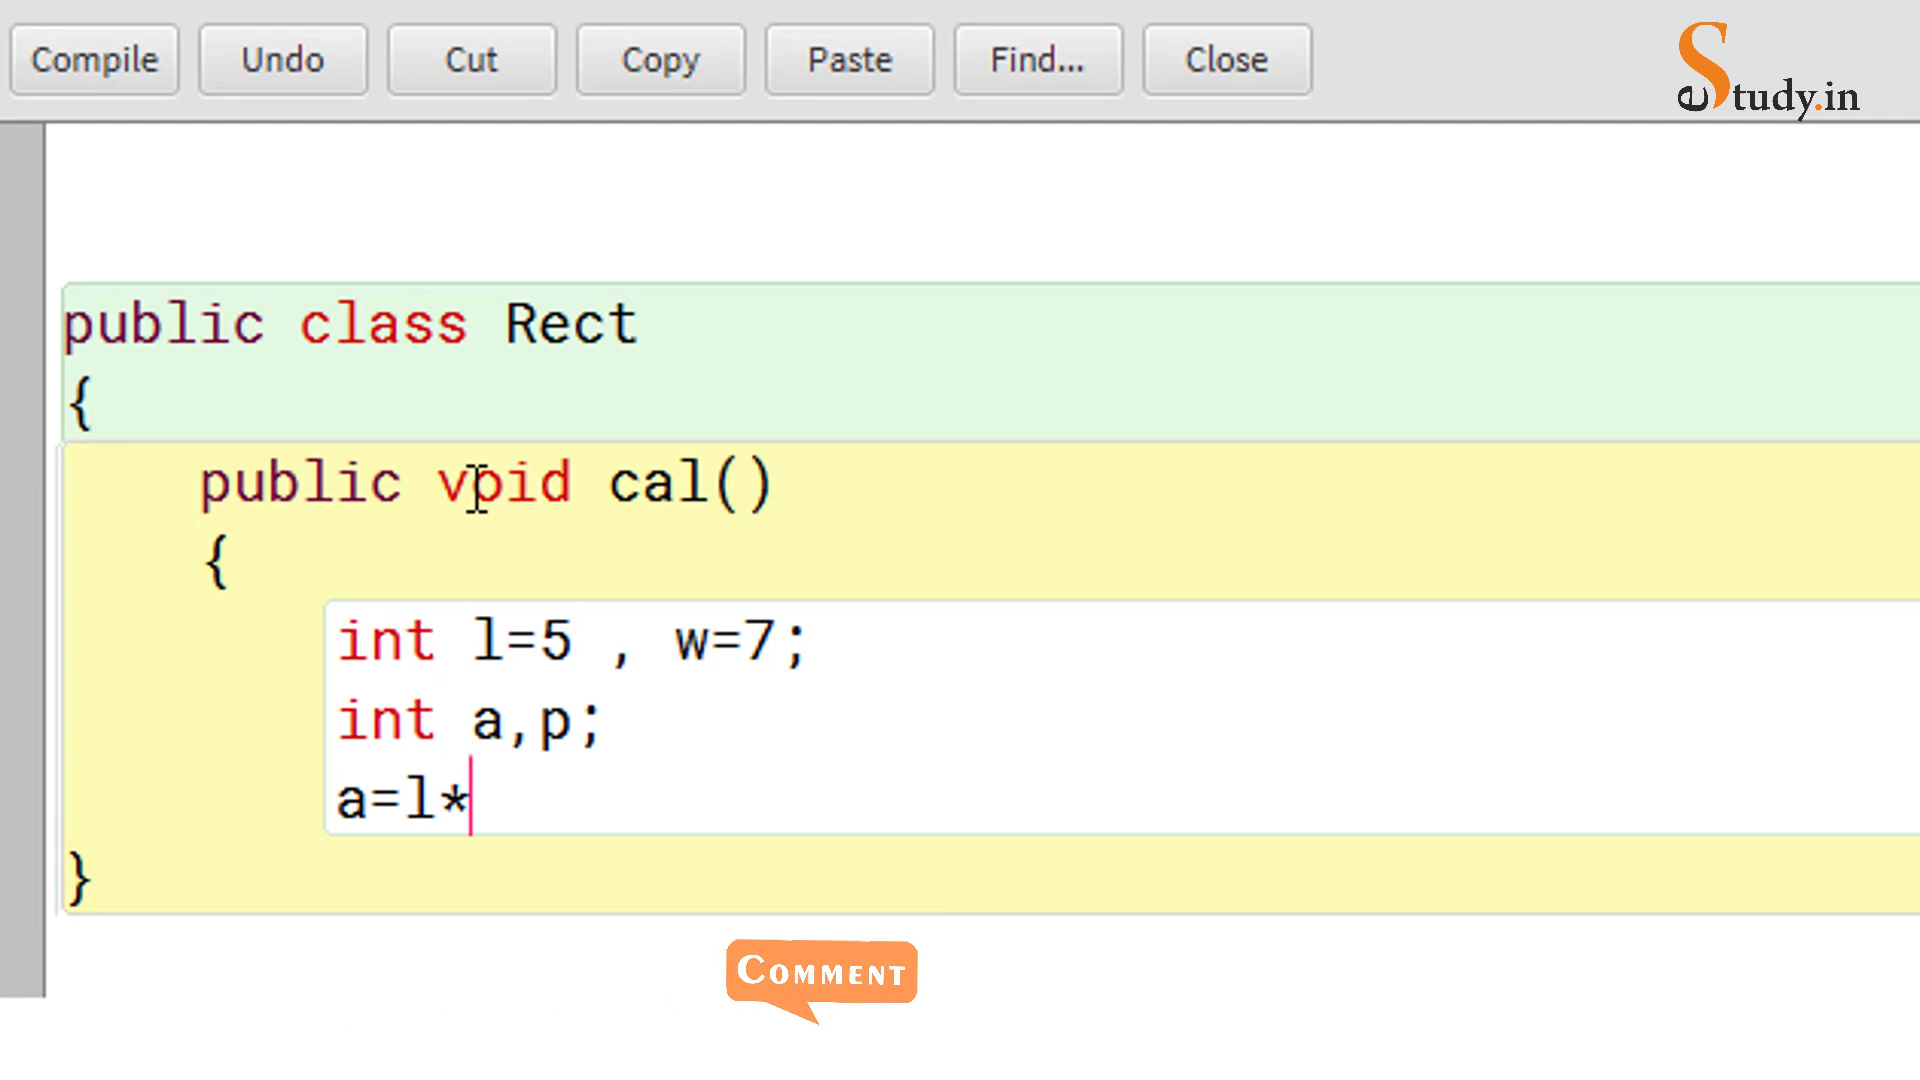 Compile Undo Cut Copy Paste Find... Close
eStudy.in
public class Rect
{
public void cal()
{
int l=5 , w=7;
int a,p;
a=l*
}
COMMENT